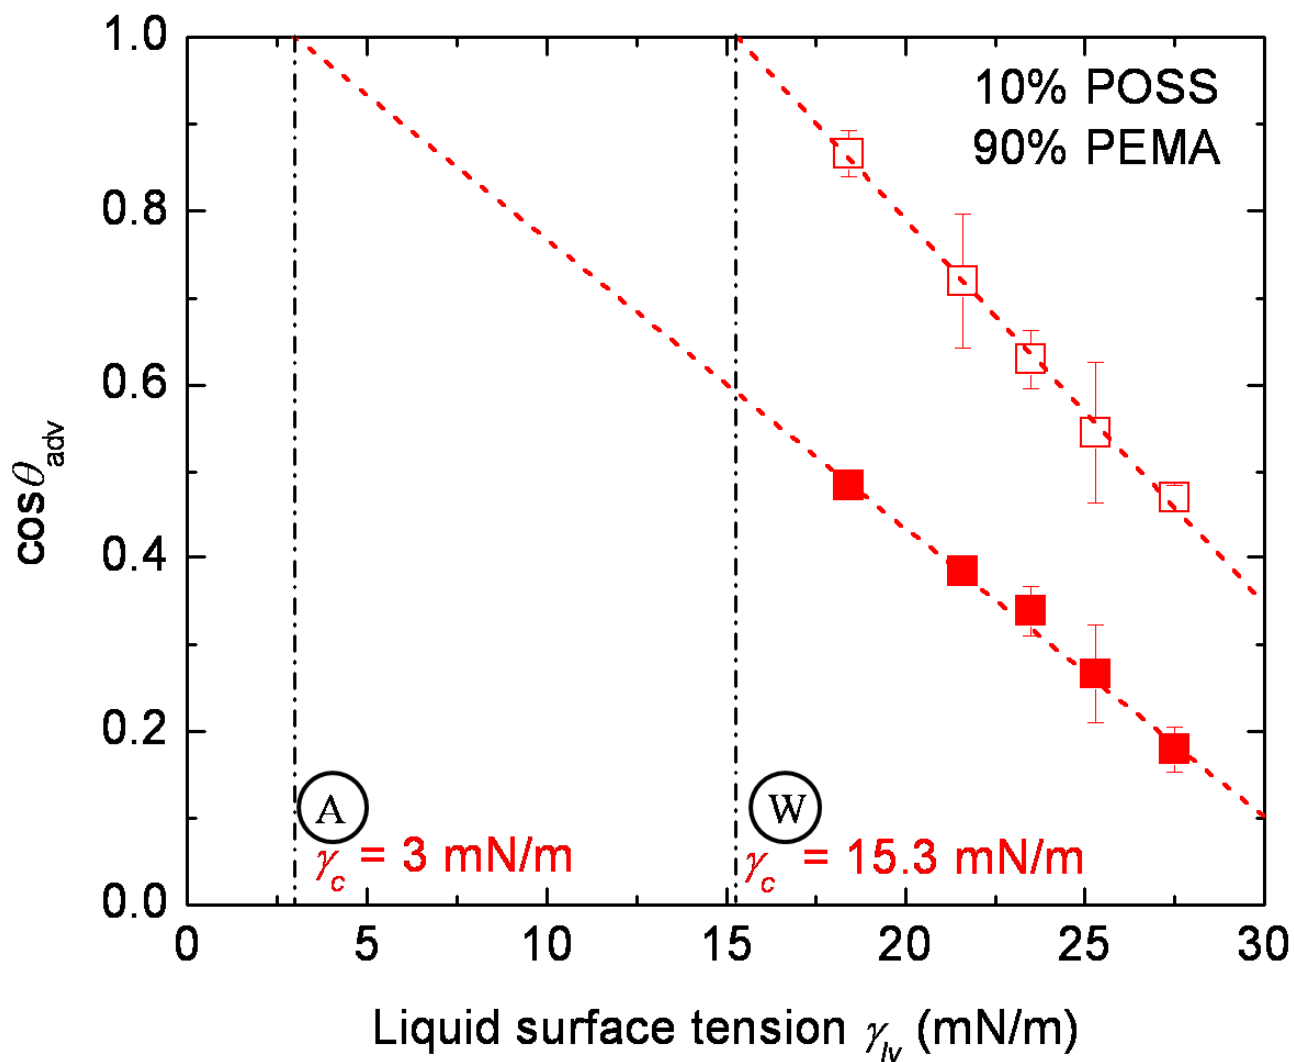 1.0
0.8
0.6
0.4
0.2
0.0
cosθadv
10% POSS
90% PEMA
A
γc = 3 mN/m
W
γc = 15.3 mN/m
0 5 10 15 20 25 30
Liquid surface tension γlv (mN/m)